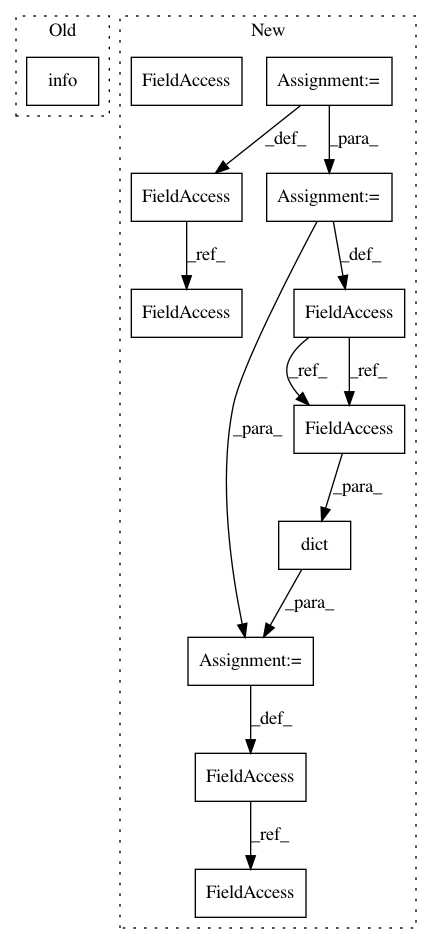 Old
New
info
FieldAccess
Assignment:=
_def_
_para_
FieldAccess
Assignment:=
_ref_
_def_
FieldAccess
FieldAccess
_ref_
_ref_
_para_
FieldAccess
_para_
dict
_para_
Assignment:=
_def_
FieldAccess
_ref_
FieldAccess